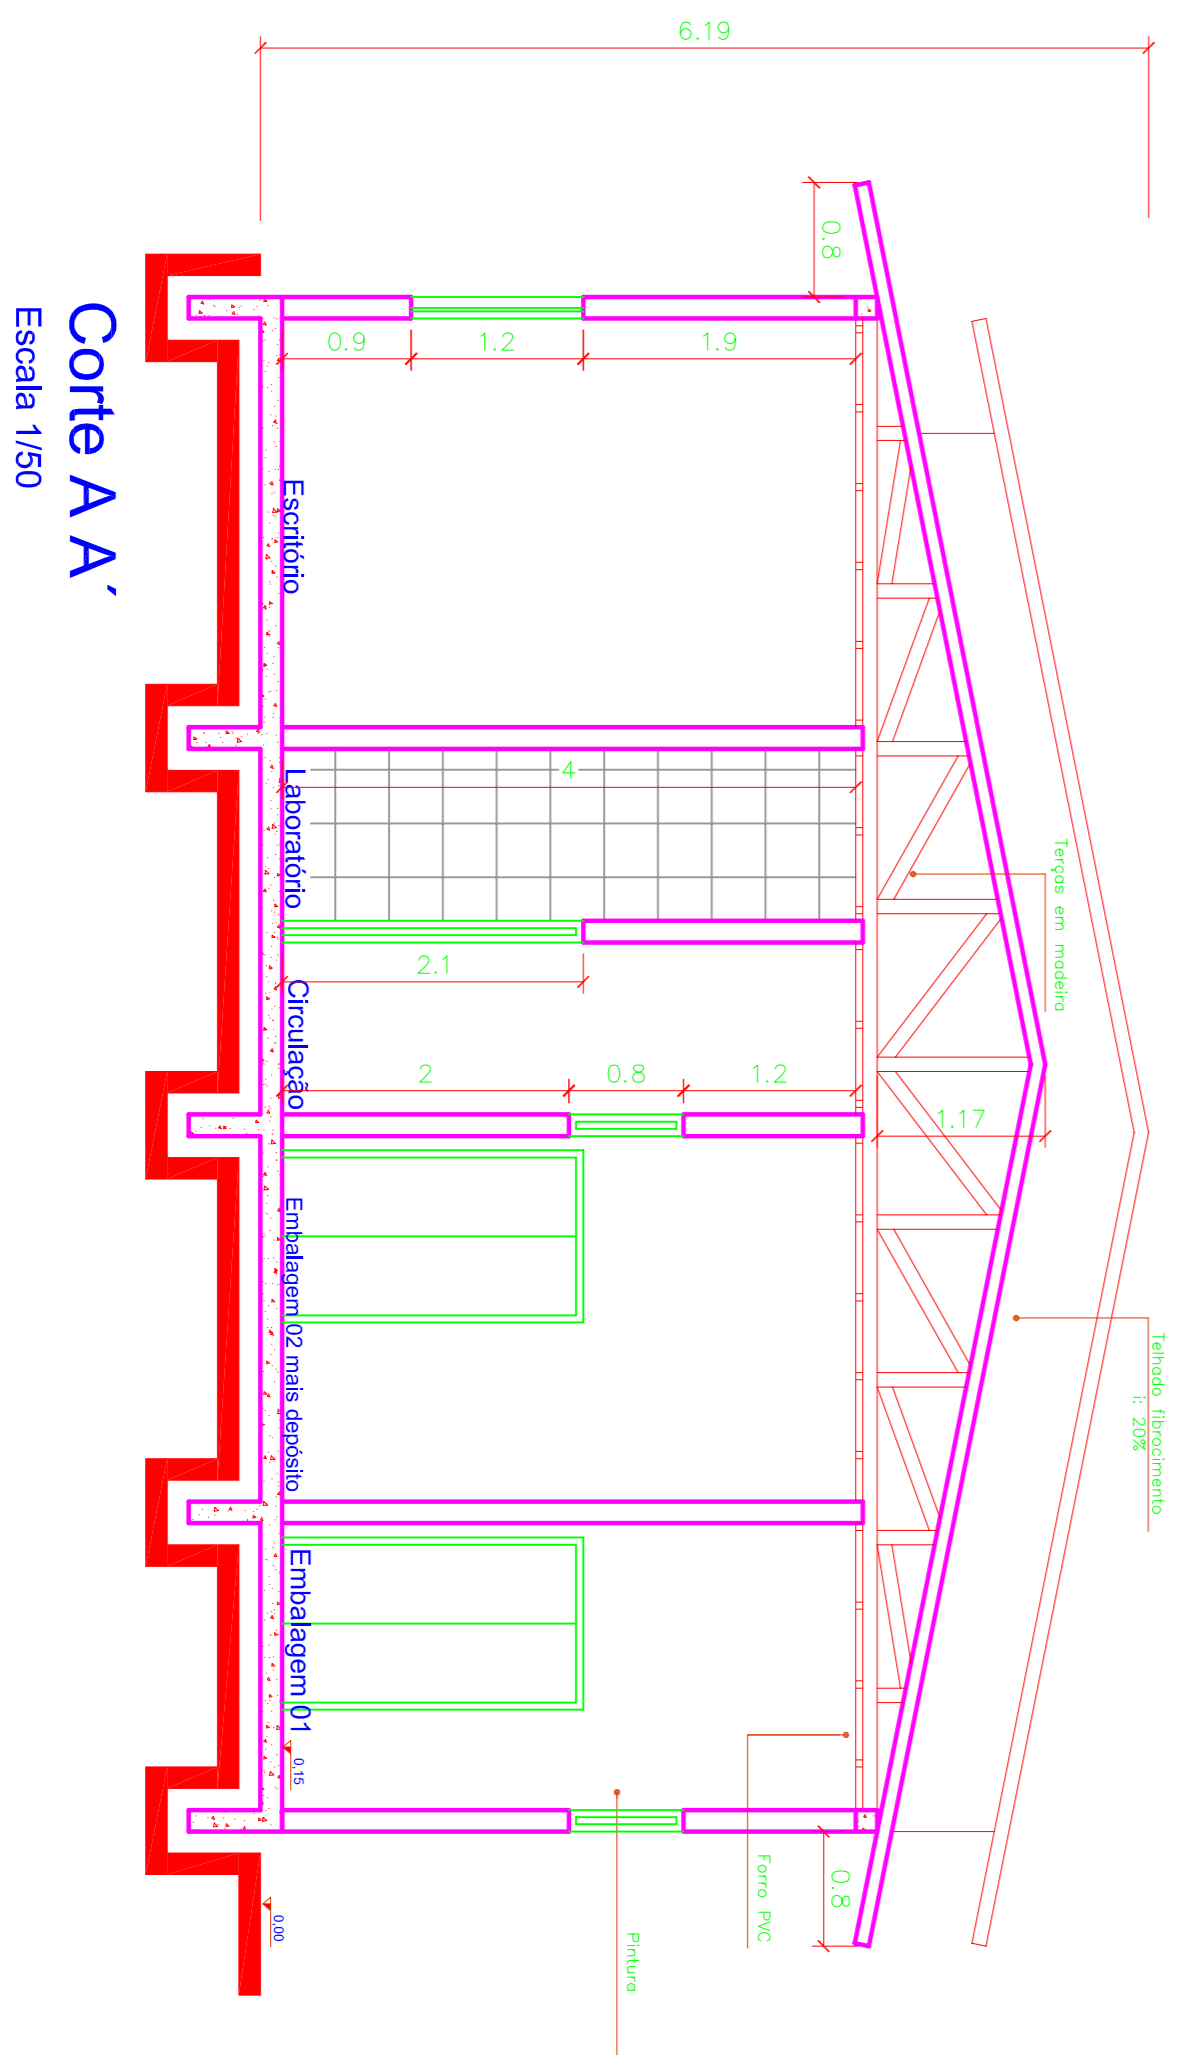 6.19
0.8
0.9
1.2
1.9
Escritório
4
Laboratório
2.1
Circulação
2
0.8
1.2
1.17
Terças em madeira
Telhado fibrocimento
i: 20%
Embalagem 02 mais depósito
Embalagem 01
0,15
0,00
Forro PVC
0.8
Pintura
Corte A A´
Escala 1/50